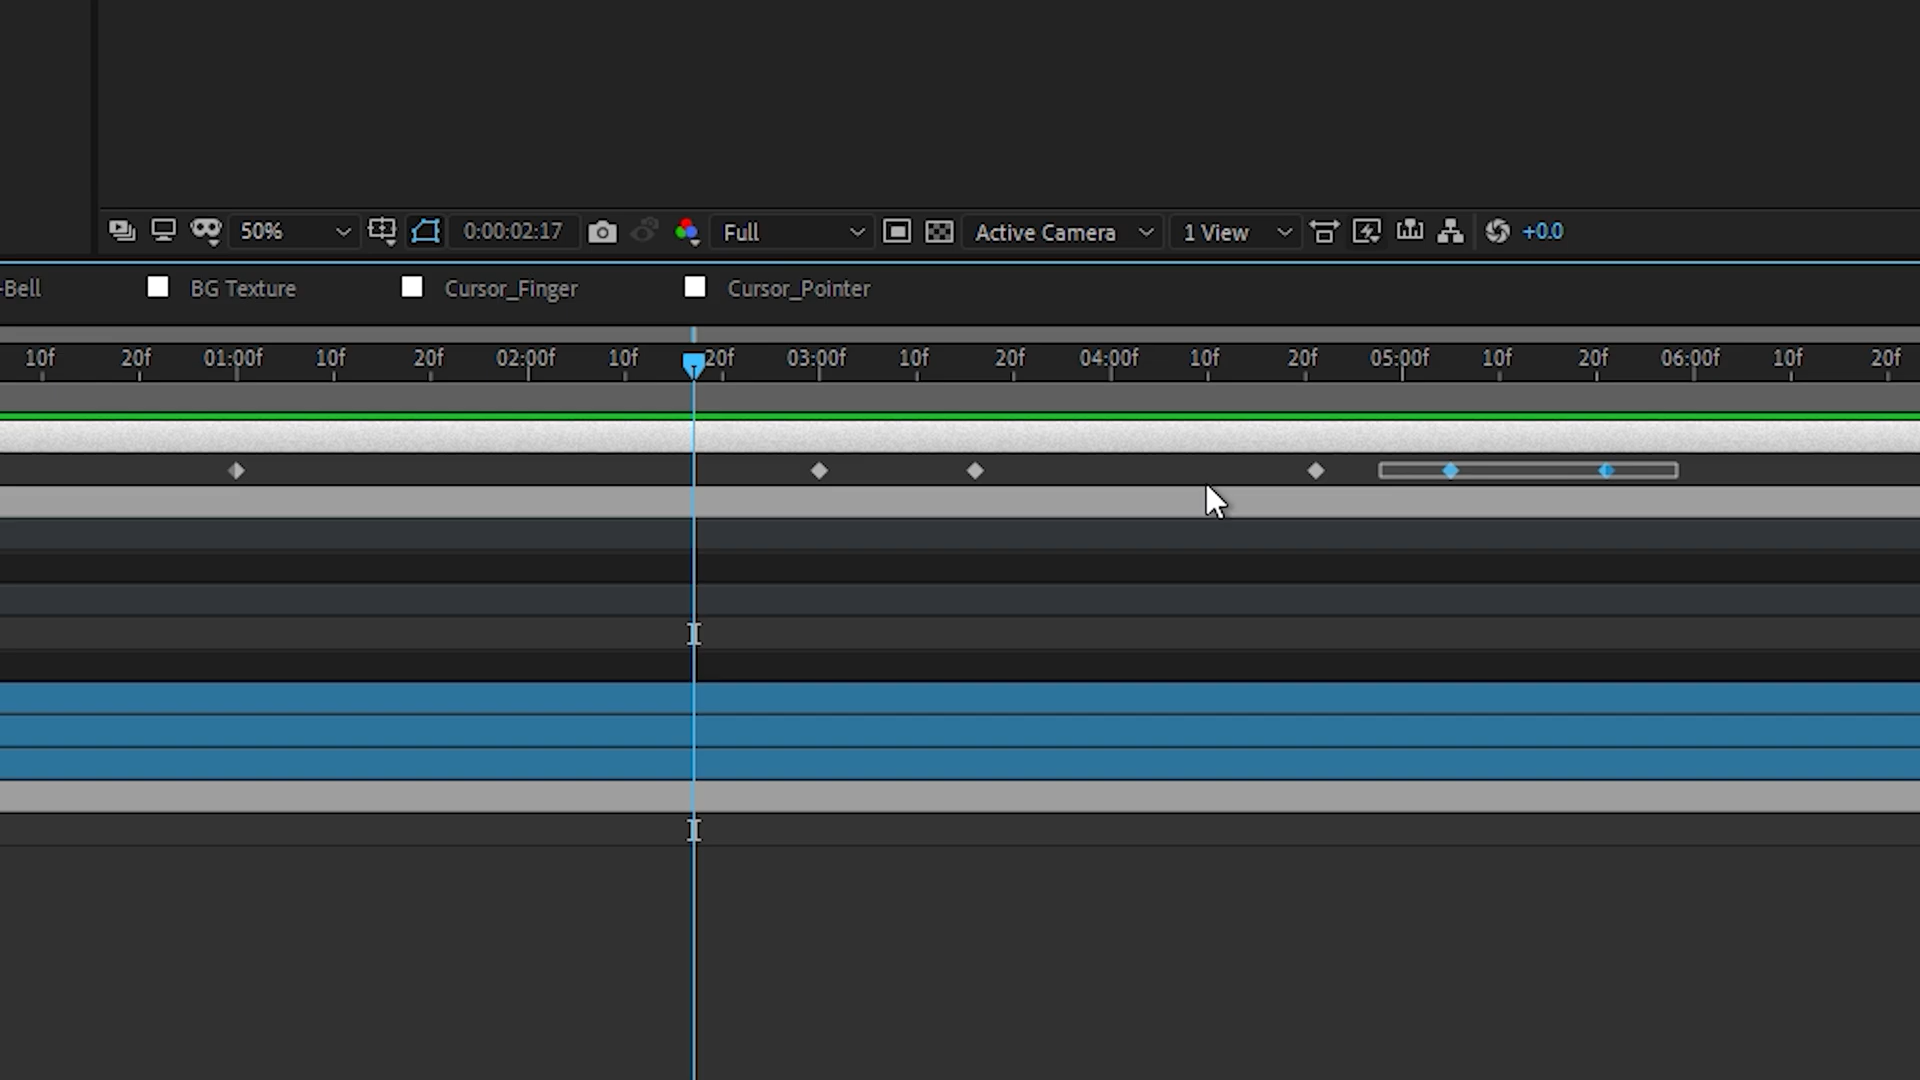 50% 0:00:02:17 Full Active Camera 1 View +0.0
-Bell BG Texture Cursor_Finger Cursor_Pointer
10f 20f 01:00f 10f 20f 02:00f 10f 20f 03:00f 10f 20f 04:00f 10f 20f 05:00f 10f 20f 06:00f 10f 20f